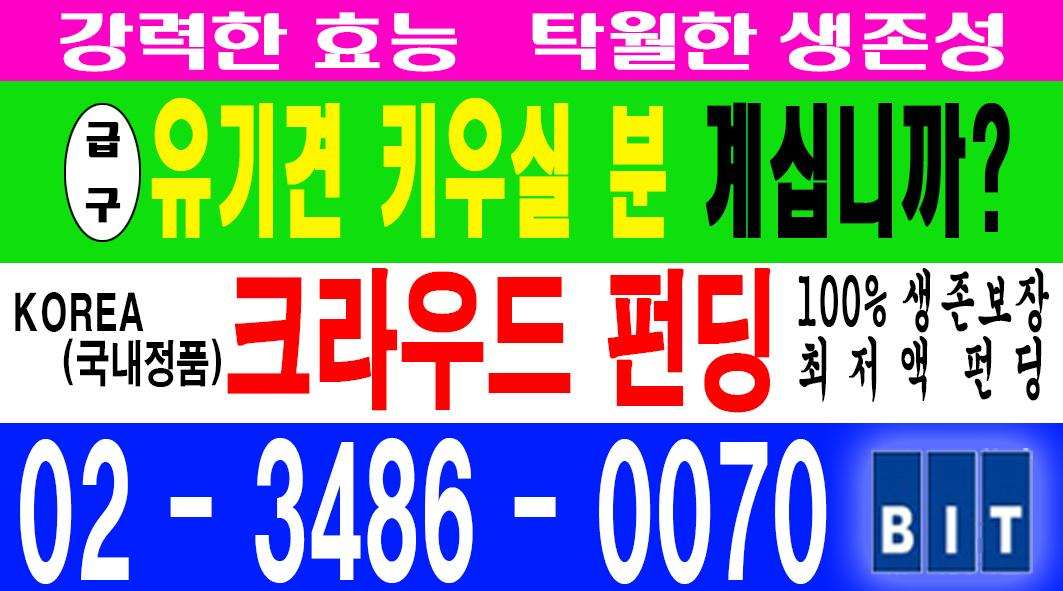 강력한 효능 탁월한 생존성
급구 유기견 키우실 분 계십니까?
KOREA (국내정품)
크라우드 펀딩
100% 생존보장
최저액 펀딩
02 - 3486 - 0070
BIT